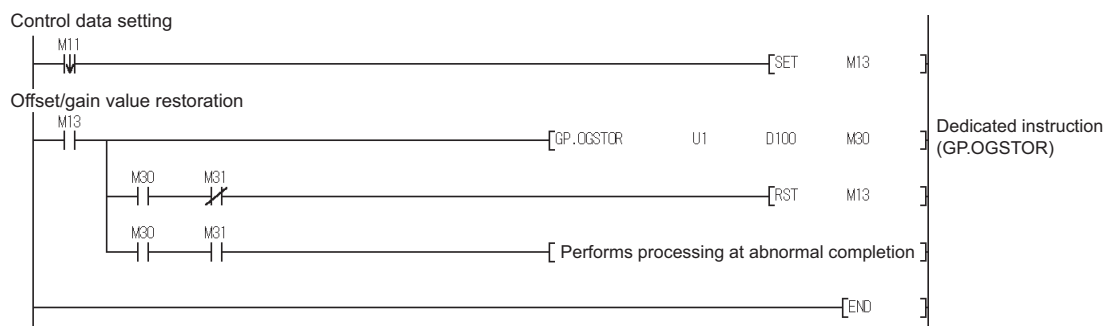 Control data setting
M11
SET M13
Offset/gain value restoration
M13
GP.OGSTOR U1 D100 M30
Dedicated instruction
(GP.OGSTOR)
M30 M31
RST M13
M30 M31
Performs processing at abnormal completion
END